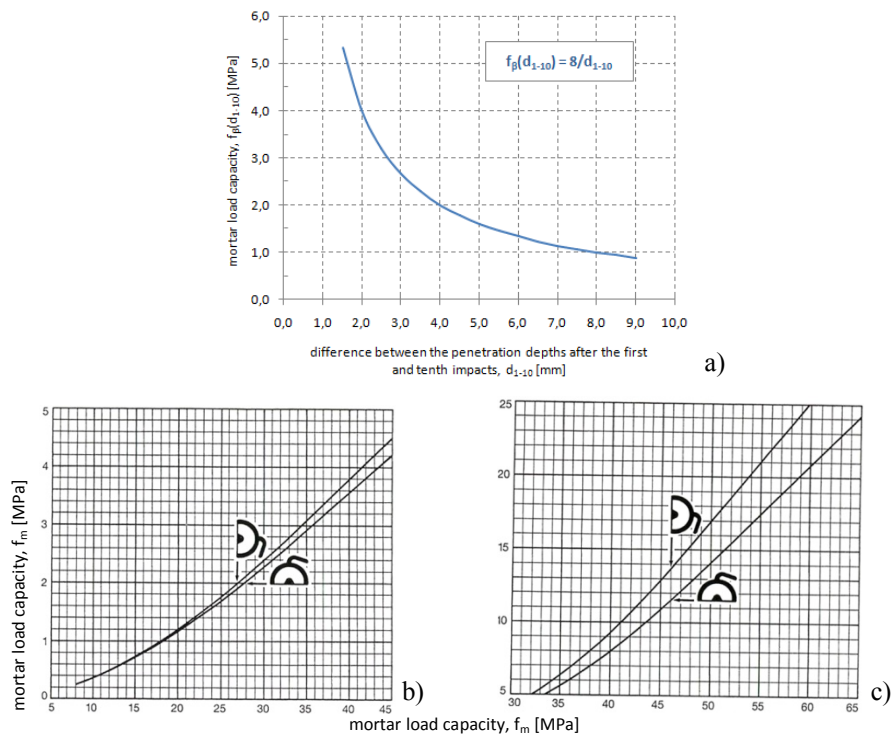 6,0
5,0
4,0
3,0
2,0
1,0
0,0
mortar load capacity, fβ(d1-10) [MPa]
fβ(d1-10) = 8/d1-10
0,0 1,0 2,0 3,0 4,0 5,0 6,0 7,0 8,0 9,0 10,0
difference between the penetration depths after the first
and tenth impacts, d1-10 [mm]
a)
mortar load capacity, fm [MPa]
5
4
3
2
1
0
5 10 15 20 25 30 35 40 45
b)
25
20
15
10
5
30 35 40 45 50 55 60 65
c)
mortar load capacity, fm [MPa]